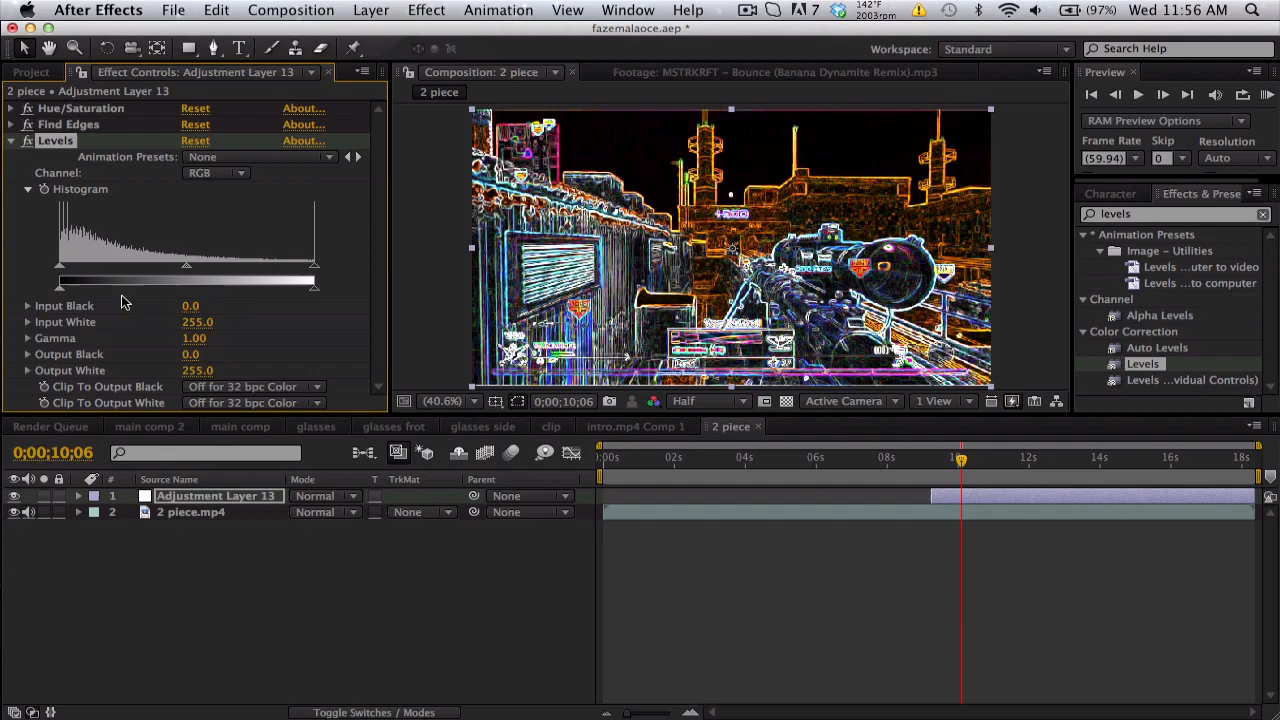 After Effects File Edit Composition Layer Effect Animation View Window Help 7 142°F 2003rpm (97%) Wed 11:56 AM
fazemalaoce.aep *
Workspace: Standard Search Help
Project Effect Controls: Adjustment Layer 13
2 piece • Adjustment Layer 13
Hue/Saturation Reset About...
Find Edges Reset About...
Levels Reset About...
Animation Presets: None
Channel: RGB
Histogram
Input Black 0.0
Input White 255.0
Gamma 1.00
Output Black 0.0
Output White 255.0
Clip To Output Black Off for 32 bpc Color
Clip To Output White Off for 32 bpc Color
Composition: 2 piece Footage: MSTRKRFT - Bounce (Banana Dynamite Remix).mp3
2 piece
(40.6%) 0;00;10;06 Half Active Camera 1 View
Preview
RAM Preview Options
Frame Rate Skip Resolution
(59.94) 0 Auto
Character Effects & Prese
levels
* Animation Presets
Image – Utilities
Levels ...uter to video
Levels ...to computer
Channel
Alpha Levels
Color Correction
Auto Levels
Levels
Levels ...vidual Controls)
Render Queue main comp 2 main comp glasses glasses frot glasses side clip intro.mp4 Comp 1 2 piece
0;00;10;06
:00s 02s 04s 06s 08s 10s 12s 14s 16s 18s
# Source Name Mode T TrkMat Parent
1 Adjustment Layer 13 Normal None
2 2 piece.mp4 Normal None None
Toggle Switches / Modes